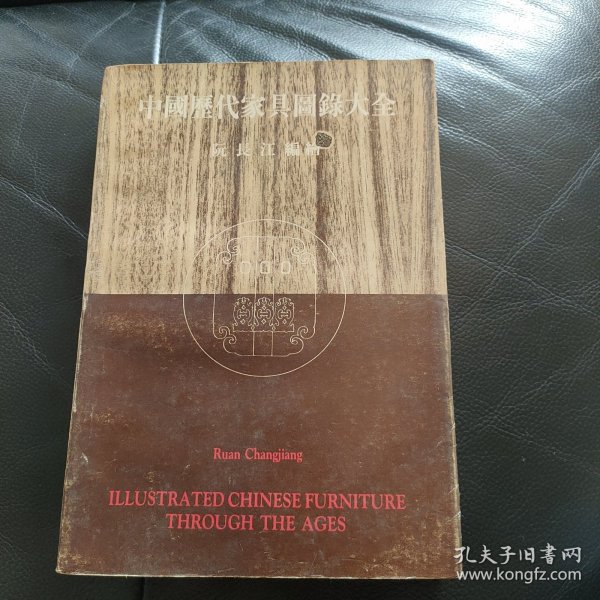 中國歷代家具圖錄大全
阮長江編繪
Ruan Changjiang
ILLUSTRATED CHINESE FURNITURE
THROUGH THE AGES
孔夫子旧书网
www.kongfz.com